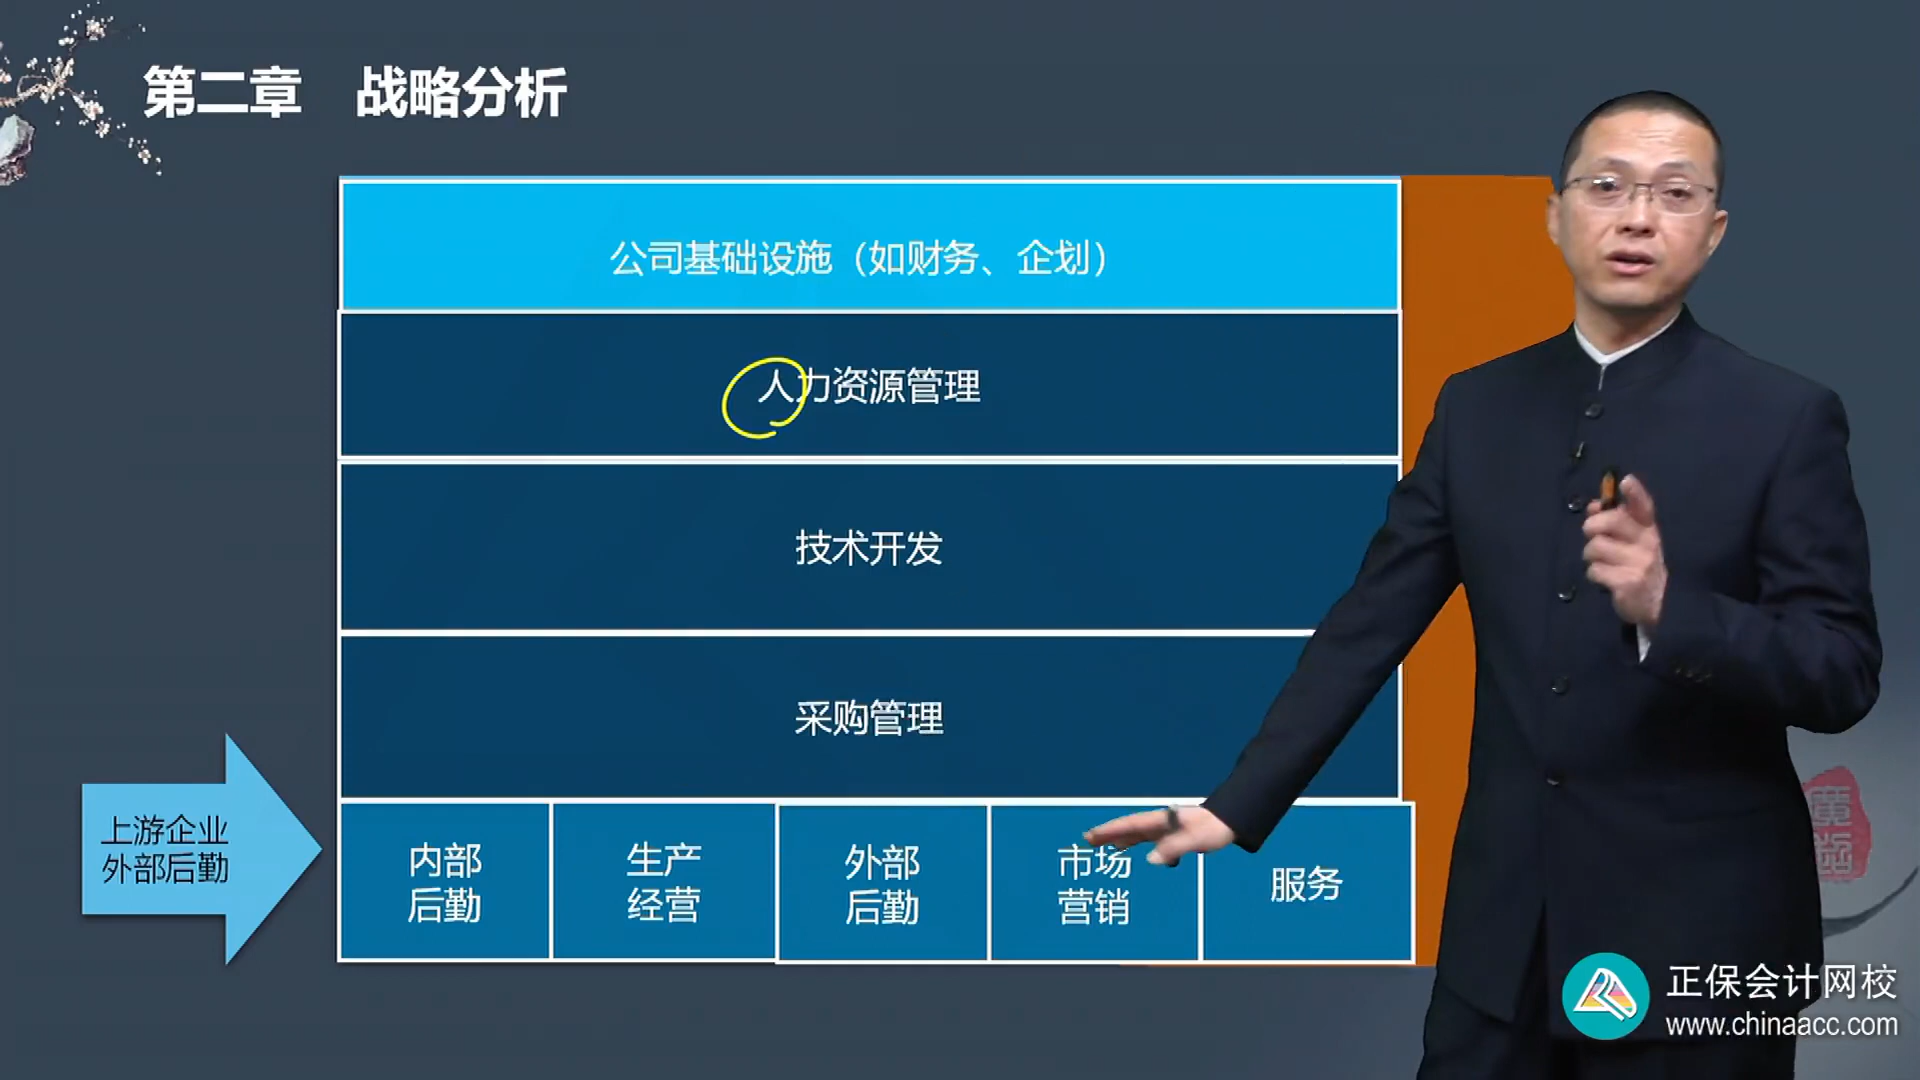 第二章 战略分析
公司基础设施（如财务、企划）
人力资源管理
技术开发
采购管理
上游企业
外部后勤
内部
后勤
生产
经营
外部
后勤
市场
营销
服务
正保会计网校
www.chinaacc.com